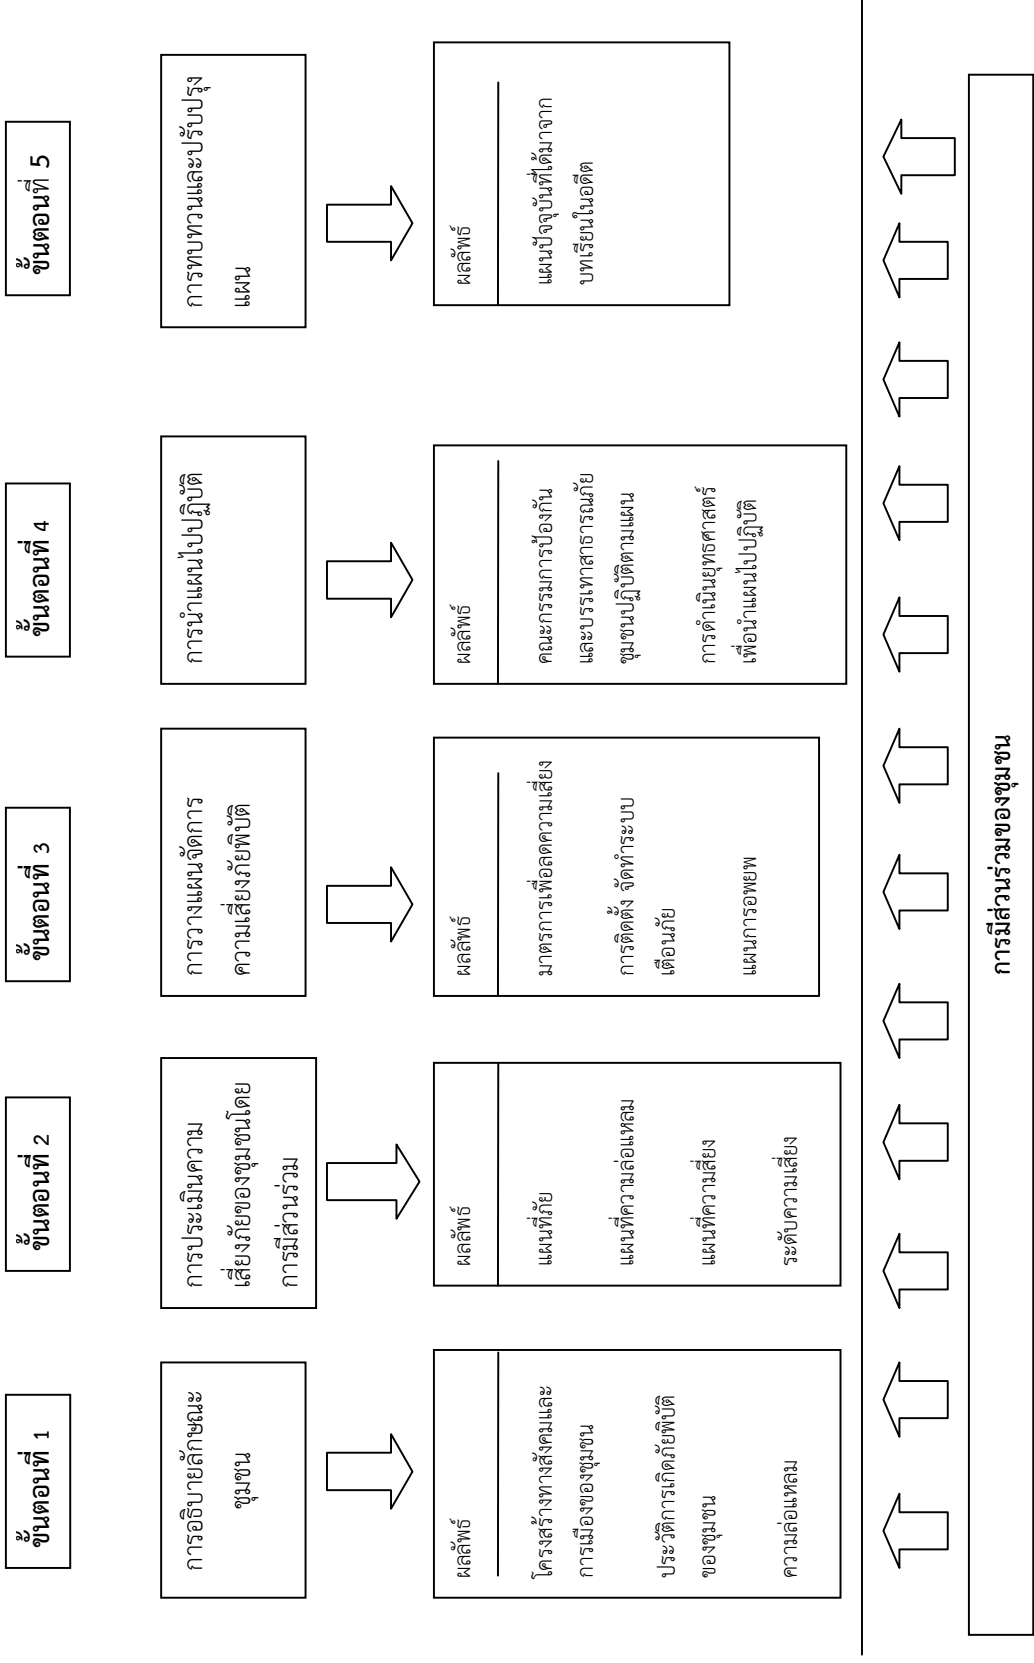 ขั้นตอนที่ 1
การอธิบายลักษณะ
ชุมชน
ผลลัพธ์
โครงสร้างทางสังคมและ
การเมืองของชุมชน
ประวัติการเกิดภัยพิบัติ
ของชุมชน
ความล่อแหลม
ขั้นตอนที่ 2
การประเมินความ
เสี่ยงภัยของชุมชนโดย
การมีส่วนร่วม
ผลลัพธ์
แผนที่ภัย
แผนที่ความล่อแหลม
แผนที่ความสี่ยง
ระดับความเสี่ยง
ขั้นตอนที่ 3
การวางแผนจัดการ
ความเสี่ยงภัยพิบัติ
ผลลัพธ์
มาตรการเพื่อลดความเสี่ยง
การติดตั้ง จัดทำระบบ
เตือนภัย
แผนการอพยพ
ขั้นตอนที่ 4
การนำแผนไปปฏิบัติ
ผลลัพธ์
คณะกรรมการป้องกัน
และบรรเทาสาธารณภัย
ชุมชนปฏิบัติตามแผน
การดำเนินยุทธศาสตร์
เพื่อนำแผนไปปฏิบัติ
ขั้นตอนที่ 5
การทบทวนและปรับปรุง
แผน
ผลลัพธ์
แผนปัจจุบันที่ได้มาจาก
บทเรียนในอดีต
การมีส่วนร่วมของชุมชน